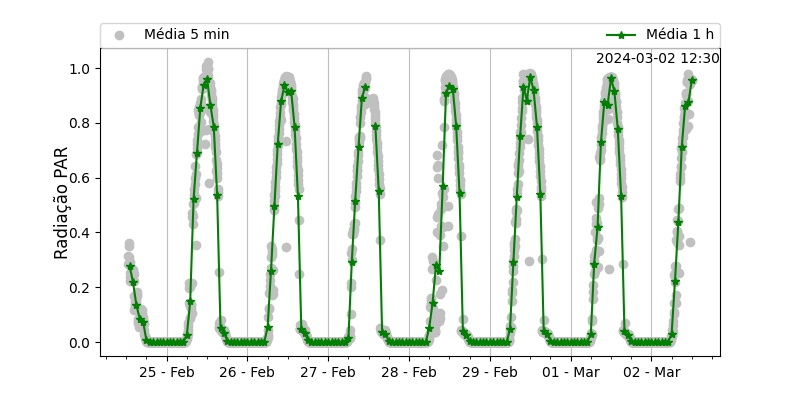 Média 5 min
Média 1 h
2024-03-02 12:30
Radiação PAR
1.0
0.8
0.6
0.4
0.2
0.0
25 - Feb
26 - Feb
27 - Feb
28 - Feb
29 - Feb
01 - Mar
02 - Mar